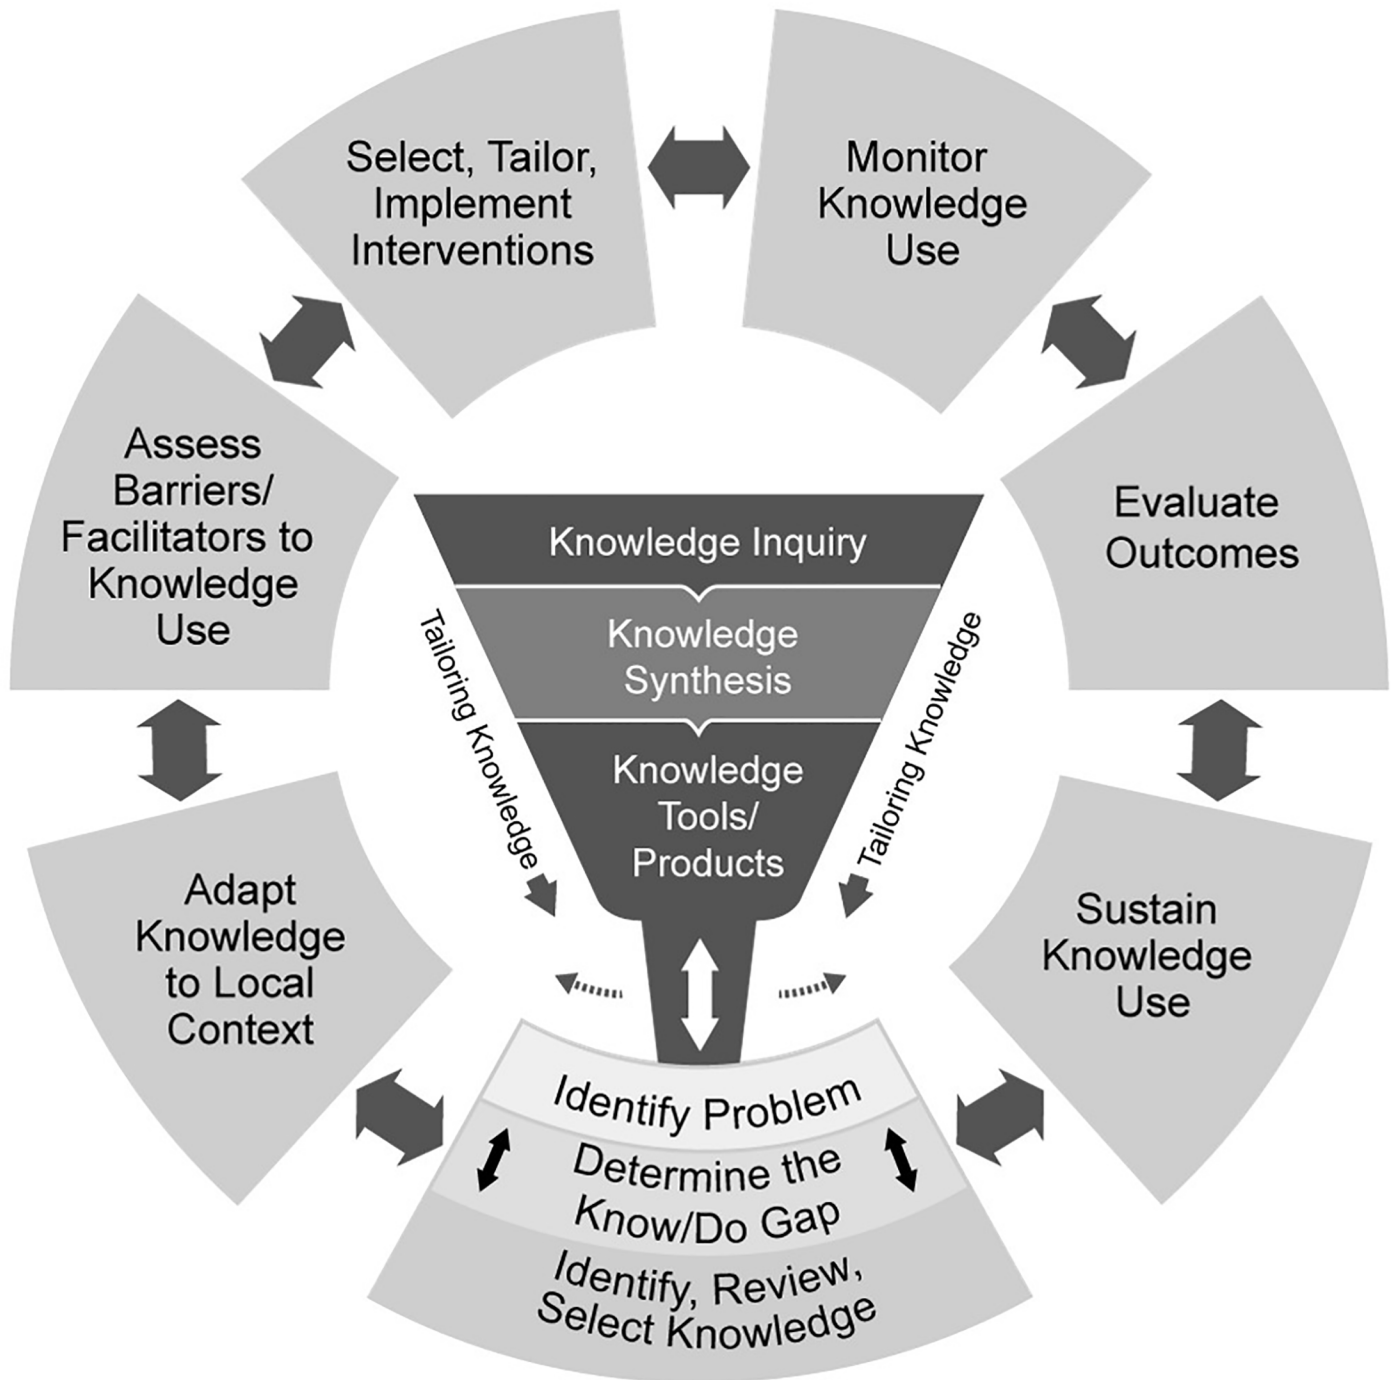 Select, Tailor,
Implement
Interventions
Monitor
Knowledge
Use
Assess
Barriers/
Facilitators to
Knowledge
Use
Evaluate
Outcomes
Knowledge Inquiry
Knowledge
Synthesis
Knowledge
Tools/
Products
Tailoring Knowledge
Tailoring Knowledge
Adapt
Knowledge
to Local
Context
Sustain
Knowledge
Use
Identify Problem
Determine the
Know/Do Gap
Identify, Review,
Select Knowledge